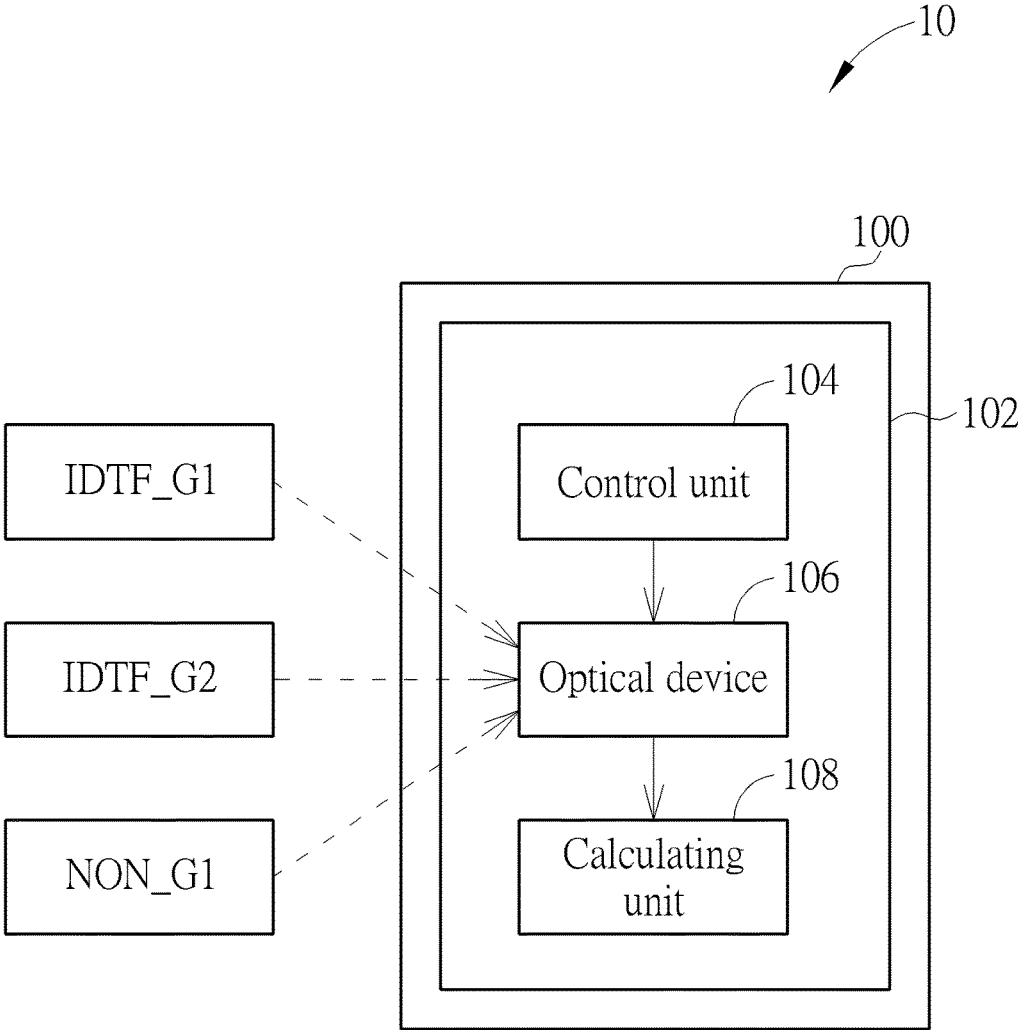 10
100
104
102
IDTF_G1
Control unit
106
IDTF_G2
Optical device
108
NON_G1
Calculating
unit